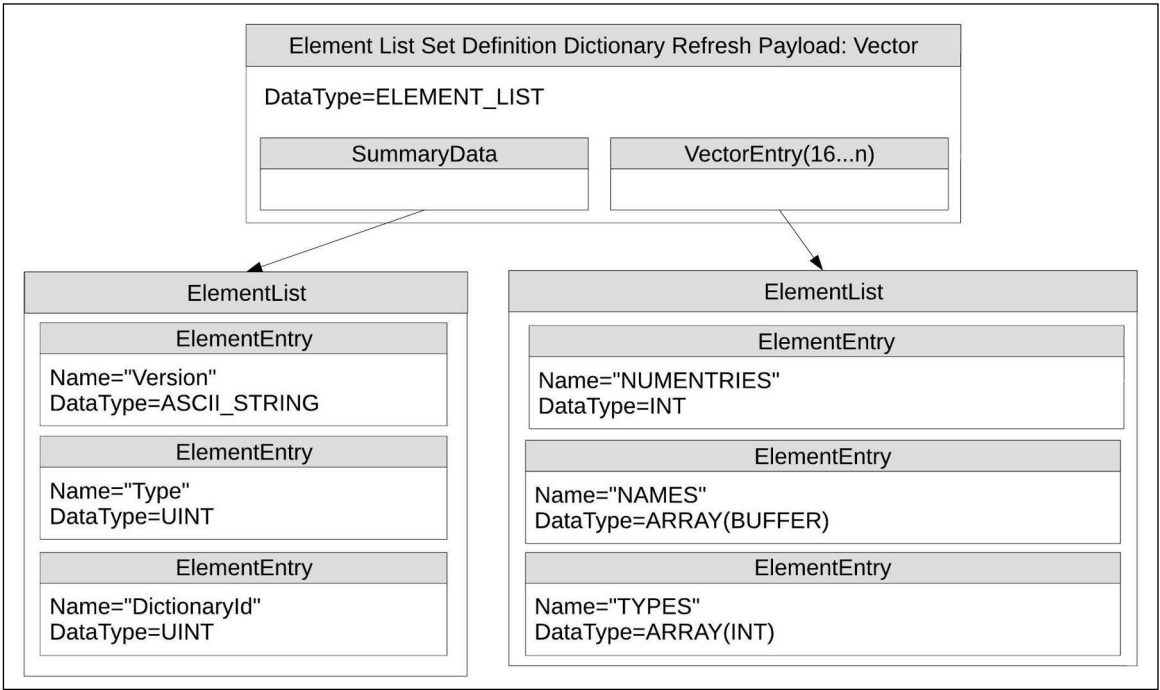 Element List Set Definition Dictionary Refresh Payload: Vector
DataType=ELEMENT_LIST
SummaryData
VectorEntry(16...n)
ElementList
ElementEntry
Name="Version"
DataType=ASCII_STRING
ElementEntry
Name="Type"
DataType=UINT
ElementEntry
Name="DictionaryId"
DataType=UINT
ElementList
ElementEntry
Name="NUMENTRIES"
DataType=INT
ElementEntry
Name="NAMES"
DataType=ARRAY(BUFFER)
ElementEntry
Name="TYPES"
DataType=ARRAY(INT)